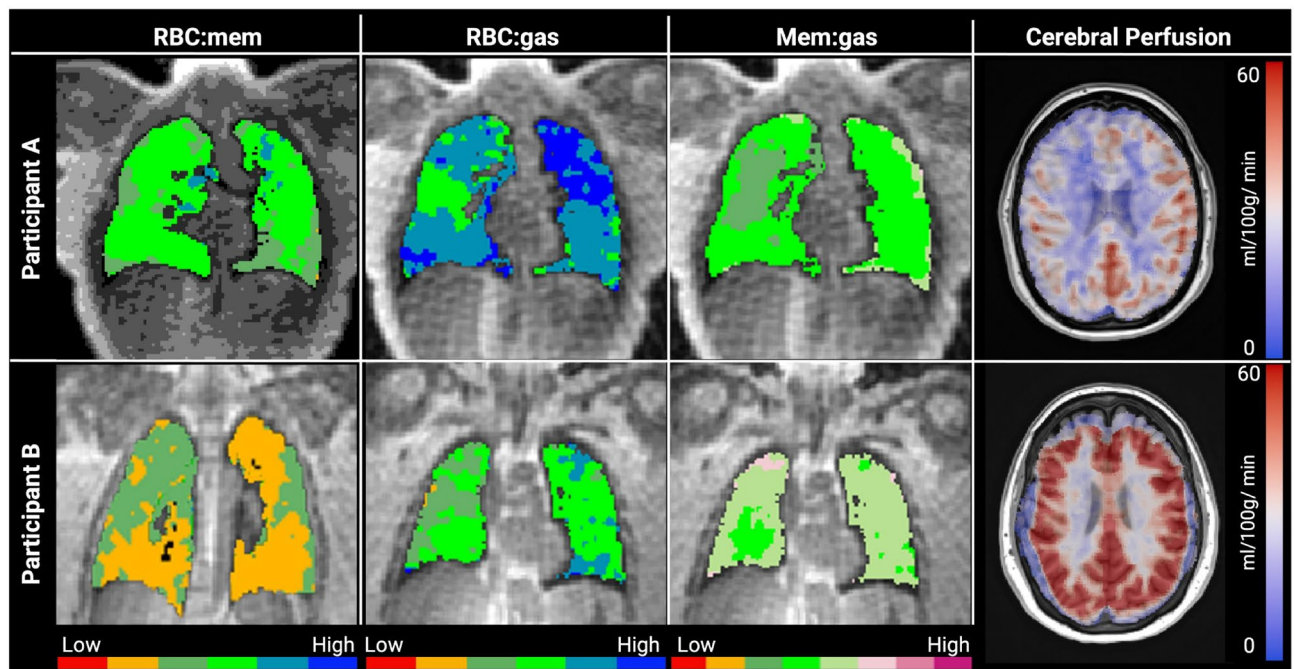 RBC:mem
RBC:gas
Mem:gas
Cerebral Perfusion
Participant A
60
ml/100g/ min
0
Participant B
60
ml/100g/ min
0
Low High
Low High
Low High